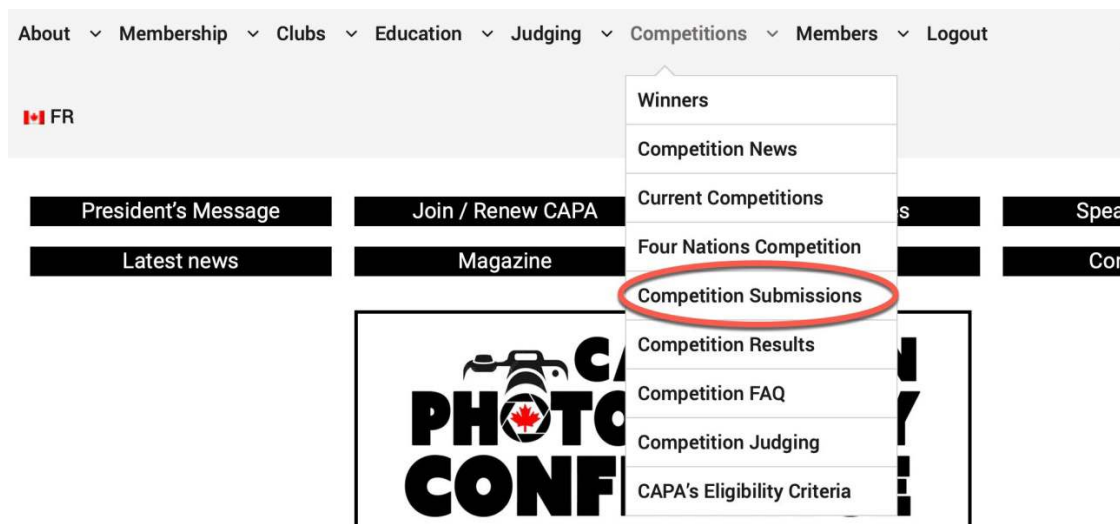 About Membership Clubs Education Judging Competitions Members Logout
FR
Winners
Competition News
Current Competitions
Four Nations Competition
Competition Submissions
Competition Results
Competition FAQ
Competition Judging
CAPA's Eligibility Criteria
President's Message
Join / Renew CAPA
Latest news
Magazine